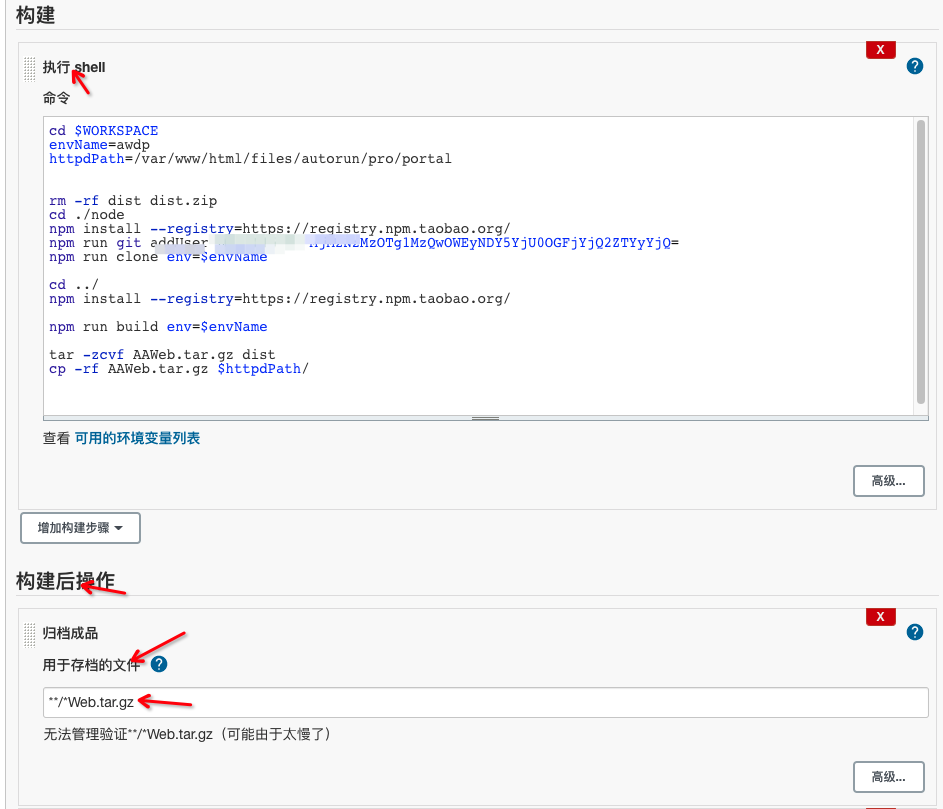 构建
X
执行 shell
?
命令
cd $WORKSPACE
envName=awdp
httpdPath=/var/www/html/files/autorun/pro/portal
rm -rf dist dist.zip
cd ./node
npm install --registry=https://registry.npm.taobao.org/
npm run git addUser
npm run clone env=$envName
cd ../
npm install --registry=https://registry.npm.taobao.org/
npm run build env=$envName
tar -zcvf AAWeb.tar.gz dist
cp -rf AAWeb.tar.gz $httpdPath/
查看 可用的环境变量列表
高级...
增加构建步骤
构建后操作
X
归档成品
?
用于存档的文件 ?
**/*Web.tar.gz
无法管理验证**/*Web.tar.gz（可能由于太慢了）
高级...